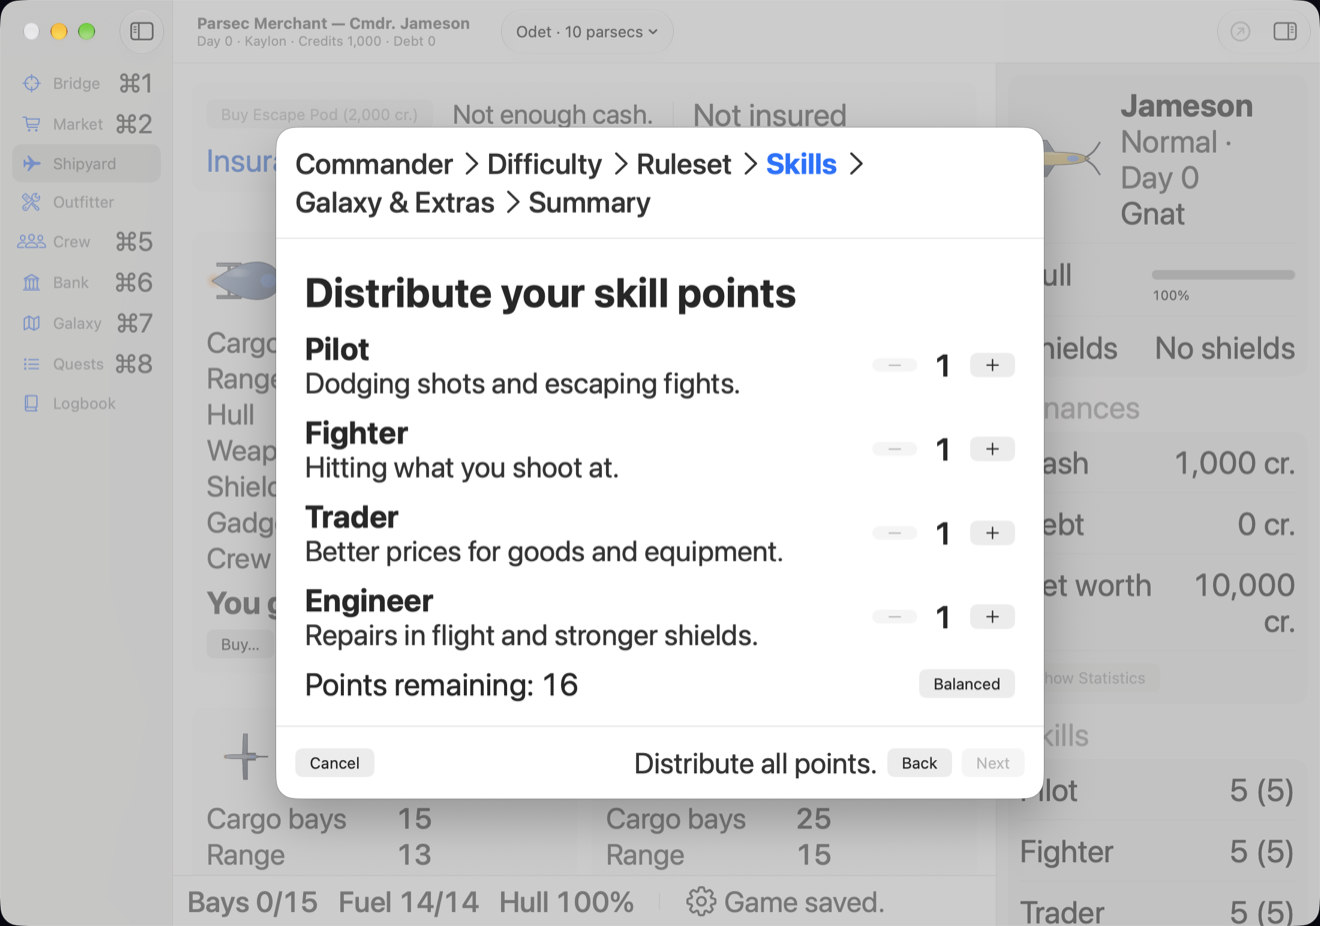 Parsec Merchant — Cmdr. Jameson
Day 0 · Kaylon · Credits 1,000 · Debt 0
Odet · 10 parsecs
Bridge ⌘1
Market ⌘2
Shipyard
Outfitter
Crew ⌘5
Bank ⌘6
Galaxy ⌘7
Quests ⌘8
Logbook
Buy Escape Pod (2,000 cr.) Not enough cash. Not insured
Commander > Difficulty > Ruleset > Skills >
Galaxy & Extras > Summary
Distribute your skill points
Pilot
Dodging shots and escaping fights.
− 1 +
Fighter
Hitting what you shoot at.
− 1 +
Trader
Better prices for goods and equipment.
− 1 +
Engineer
Repairs in flight and stronger shields.
− 1 +
Points remaining: 16
Balanced
Cancel
Distribute all points.
Back
Next
Range
Hull
Crew
Buy...
Cargo bays 15
Range 13
Cargo bays 25
Range 15
Bays 0/15 Fuel 14/14 Hull 100% Game saved.
Jameson
Normal ·
Day 0
Gnat
100%
No shields
1,000 cr.
0 cr.
worth 10,000
cr.
Statistics
5 (5)
Fighter 5 (5)
Trader 5 (5)